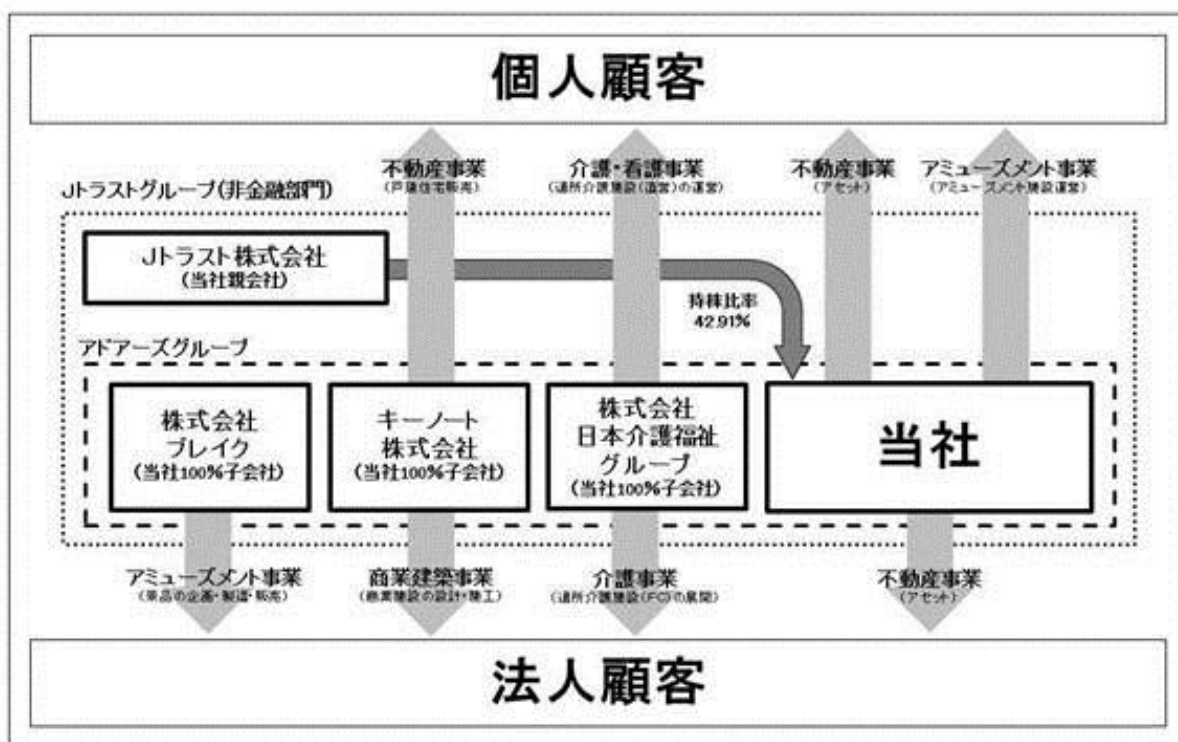 個人顧客
不動産事業
(戸建住宅販売)
介護・看護事業
(通所介護施設(直営)の運営)
不動産事業
(アセット)
アミューズメント事業
(アミューズメント施設運営)
Jトラストグループ(非金融部門)
Jトラスト株式会社
(当社親会社)
持株比率
42.91%
アドアーズグループ
株式会社
ブレイク
(当社100%子会社)
キーノート
株式会社
(当社100%子会社)
株式会社
日本介護福祉
グループ
(当社100%子会社)
当社
アミューズメント事業
(景品の企画・製造・販売)
商業建築事業
(商業施設の設計・施工)
介護事業
(通所介護施設(FC)の展開)
不動産事業
(アセット)
法人顧客